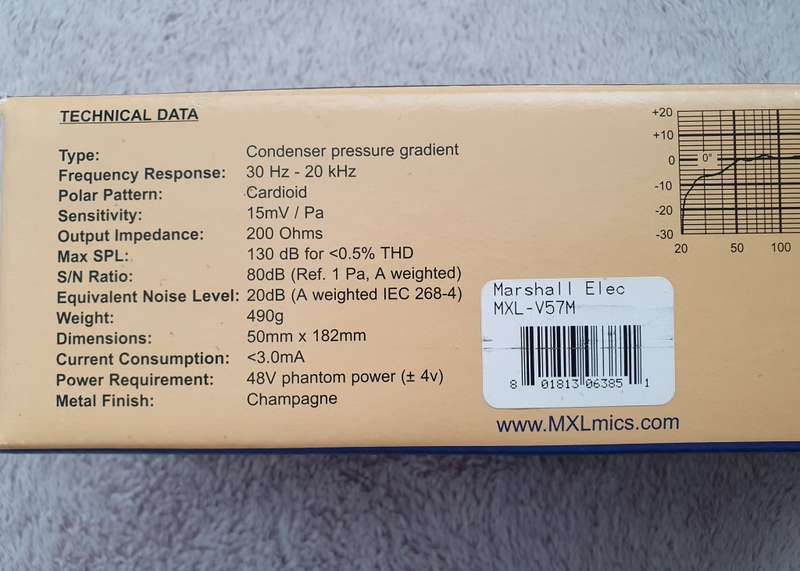 TECHNICAL DATA
Type: Condenser pressure gradient
Frequency Response: 30 Hz - 20 kHz
Polar Pattern: Cardioid
Sensitivity: 15mV / Pa
Output Impedance: 200 Ohms
Max SPL: 130 dB for <0.5% THD
S/N Ratio: 80dB (Ref. 1 Pa, A weighted)
Equivalent Noise Level: 20dB (A weighted IEC 268-4)
Weight: 490g
Dimensions: 50mm x 182mm
Current Consumption: <3.0mA
Power Requirement: 48V phantom power (± 4v)
Metal Finish: Champagne
+20
+10
0 0°
-10
-20
-30
20 50 100
Marshall Elec
MXL-V57M
8 01813 06385 1
www.MXLmics.com